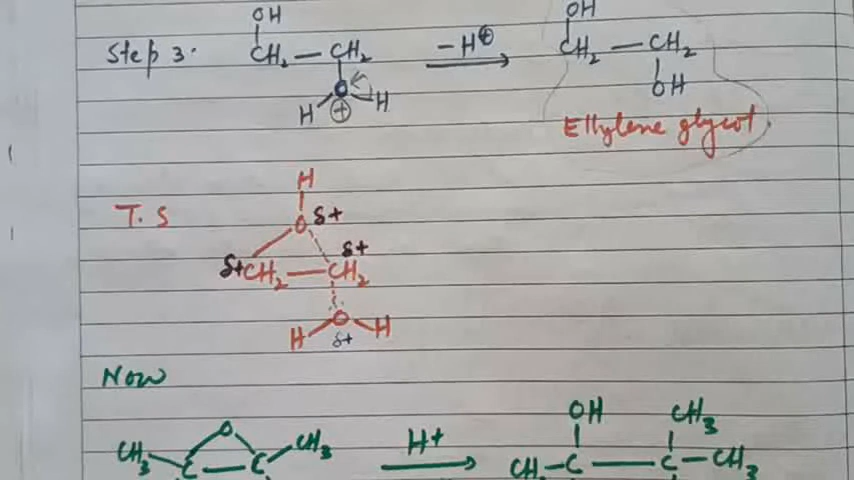 OH OH
Step 3. CH2 — CH2 −H⊕ → CH2 — CH2
H O H OH
⊕
Ethylene glycol.
H
T.S O δ+
δ+ CH2 — CH2 δ+
H O H
δ+
Now
O OH CH3
CH3 C — C CH3 H+ → CH3 — C — C — CH3